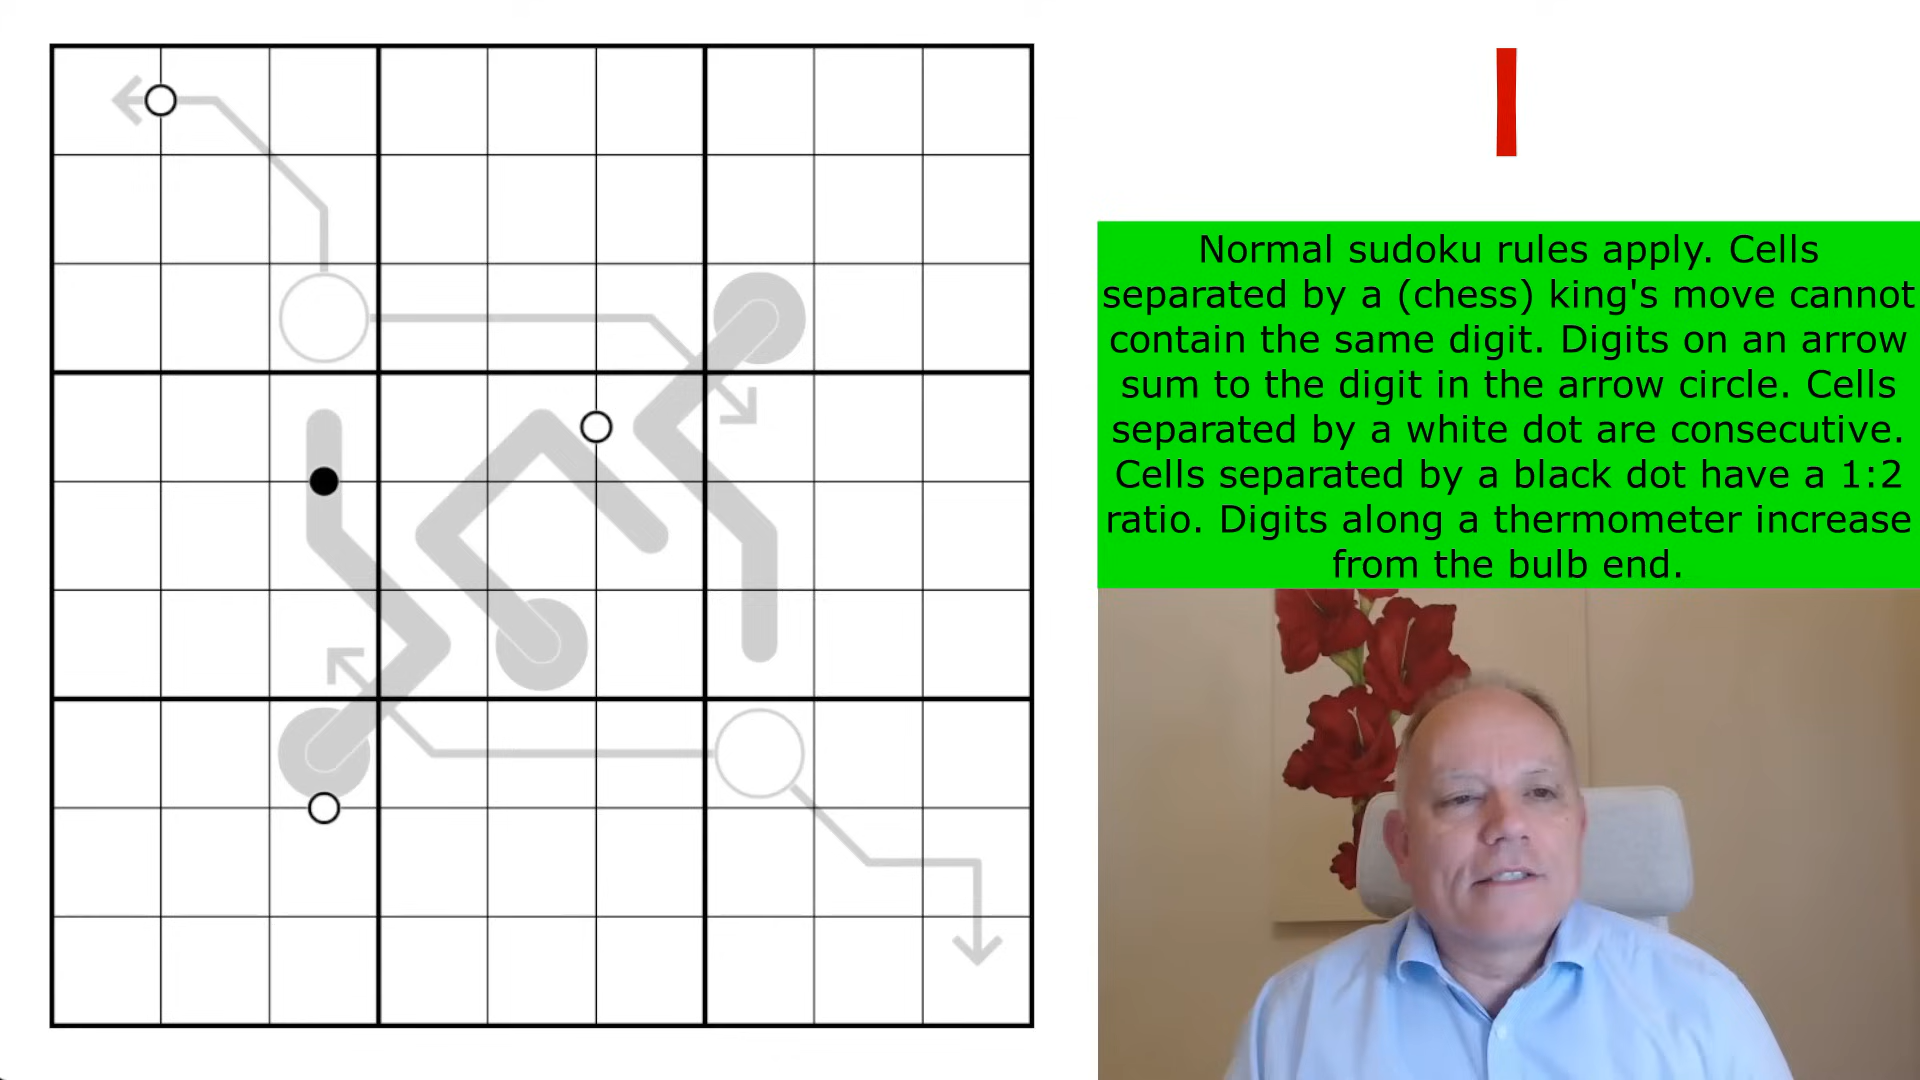 Normal sudoku rules apply. Cells
separated by a (chess) king's move cannot
contain the same digit. Digits on an arrow
sum to the digit in the arrow circle. Cells
separated by a white dot are consecutive.
Cells separated by a black dot have a 1:2
ratio. Digits along a thermometer increase
from the bulb end.